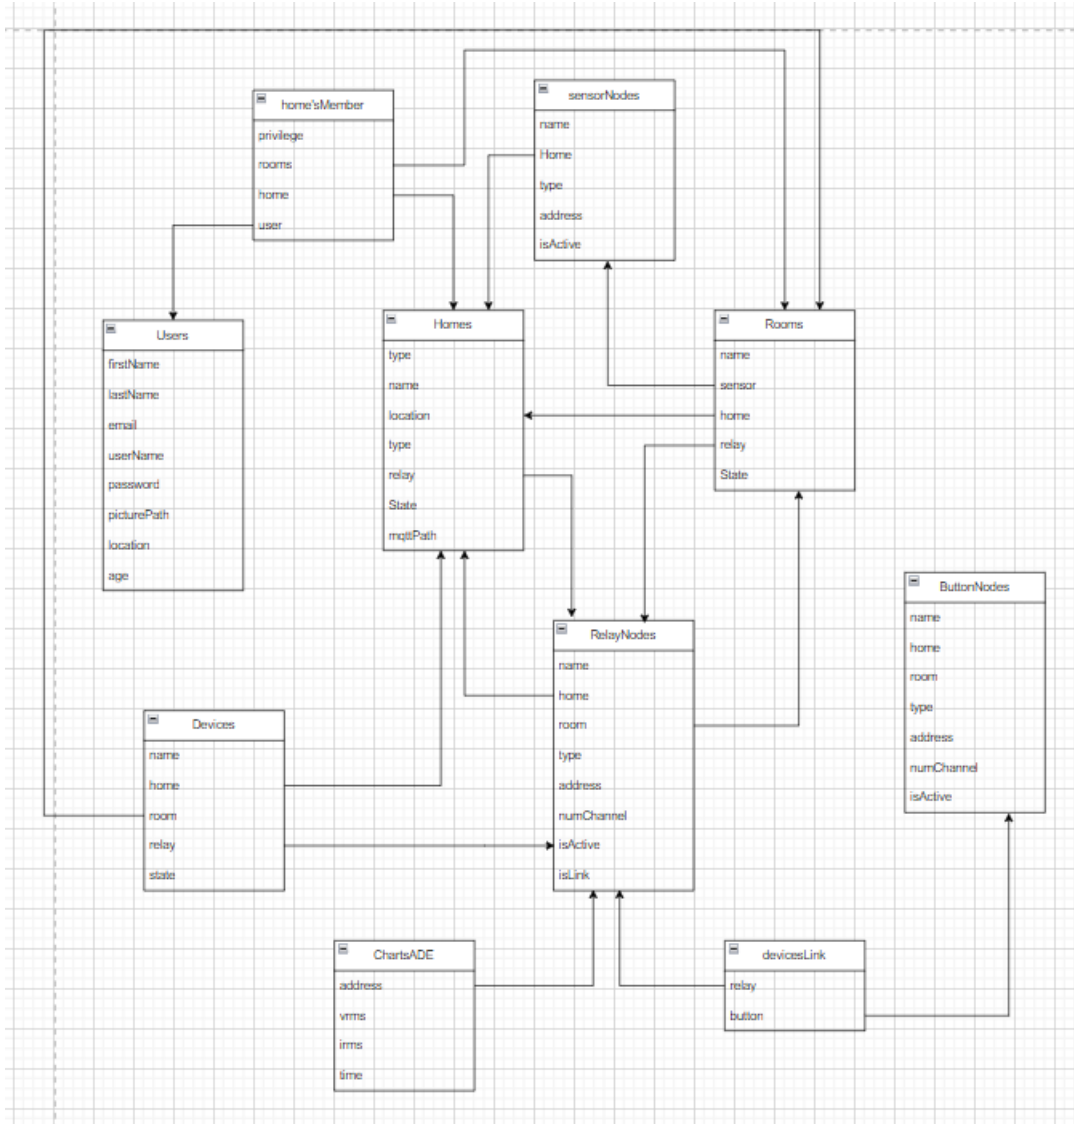 home'sMember
privilege
rooms
home
user
sensorNodes
name
Home
type
address
isActive
Users
firstName
lastName
email
userName
password
picturePath
location
age
Homes
type
name
location
type
relay
State
mqttPath
Rooms
name
sensor
home
relay
State
ButtonNodes
name
home
room
type
address
numChannel
isActive
RelayNodes
name
home
room
type
address
numChannel
isActive
isLink
Devices
name
home
room
relay
state
ChartsADE
address
vrms
irms
time
devicesLink
relay
button